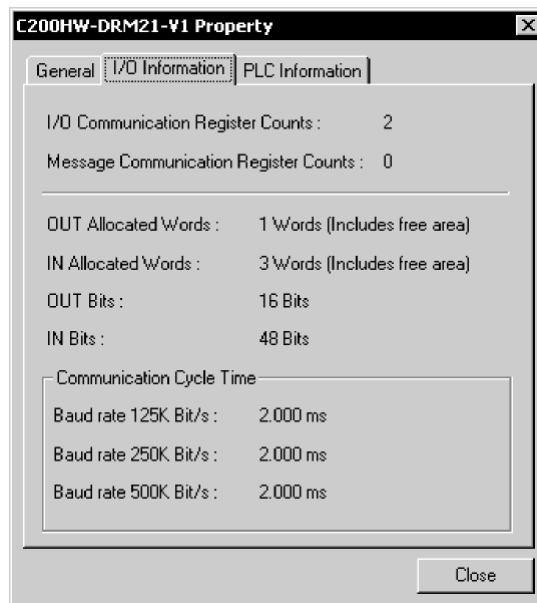 C200HW-DRM21-V1 Property
General I/O Information PLC Information
I/O Communication Register Counts : 2
Message Communication Register Counts : 0
OUT Allocated Words : 1 Words (Includes free area)
IN Allocated Words : 3 Words (Includes free area)
OUT Bits : 16 Bits
IN Bits : 48 Bits
Communication Cycle Time
Baud rate 125K Bit/s : 2.000 ms
Baud rate 250K Bit/s : 2.000 ms
Baud rate 500K Bit/s : 2.000 ms
Close